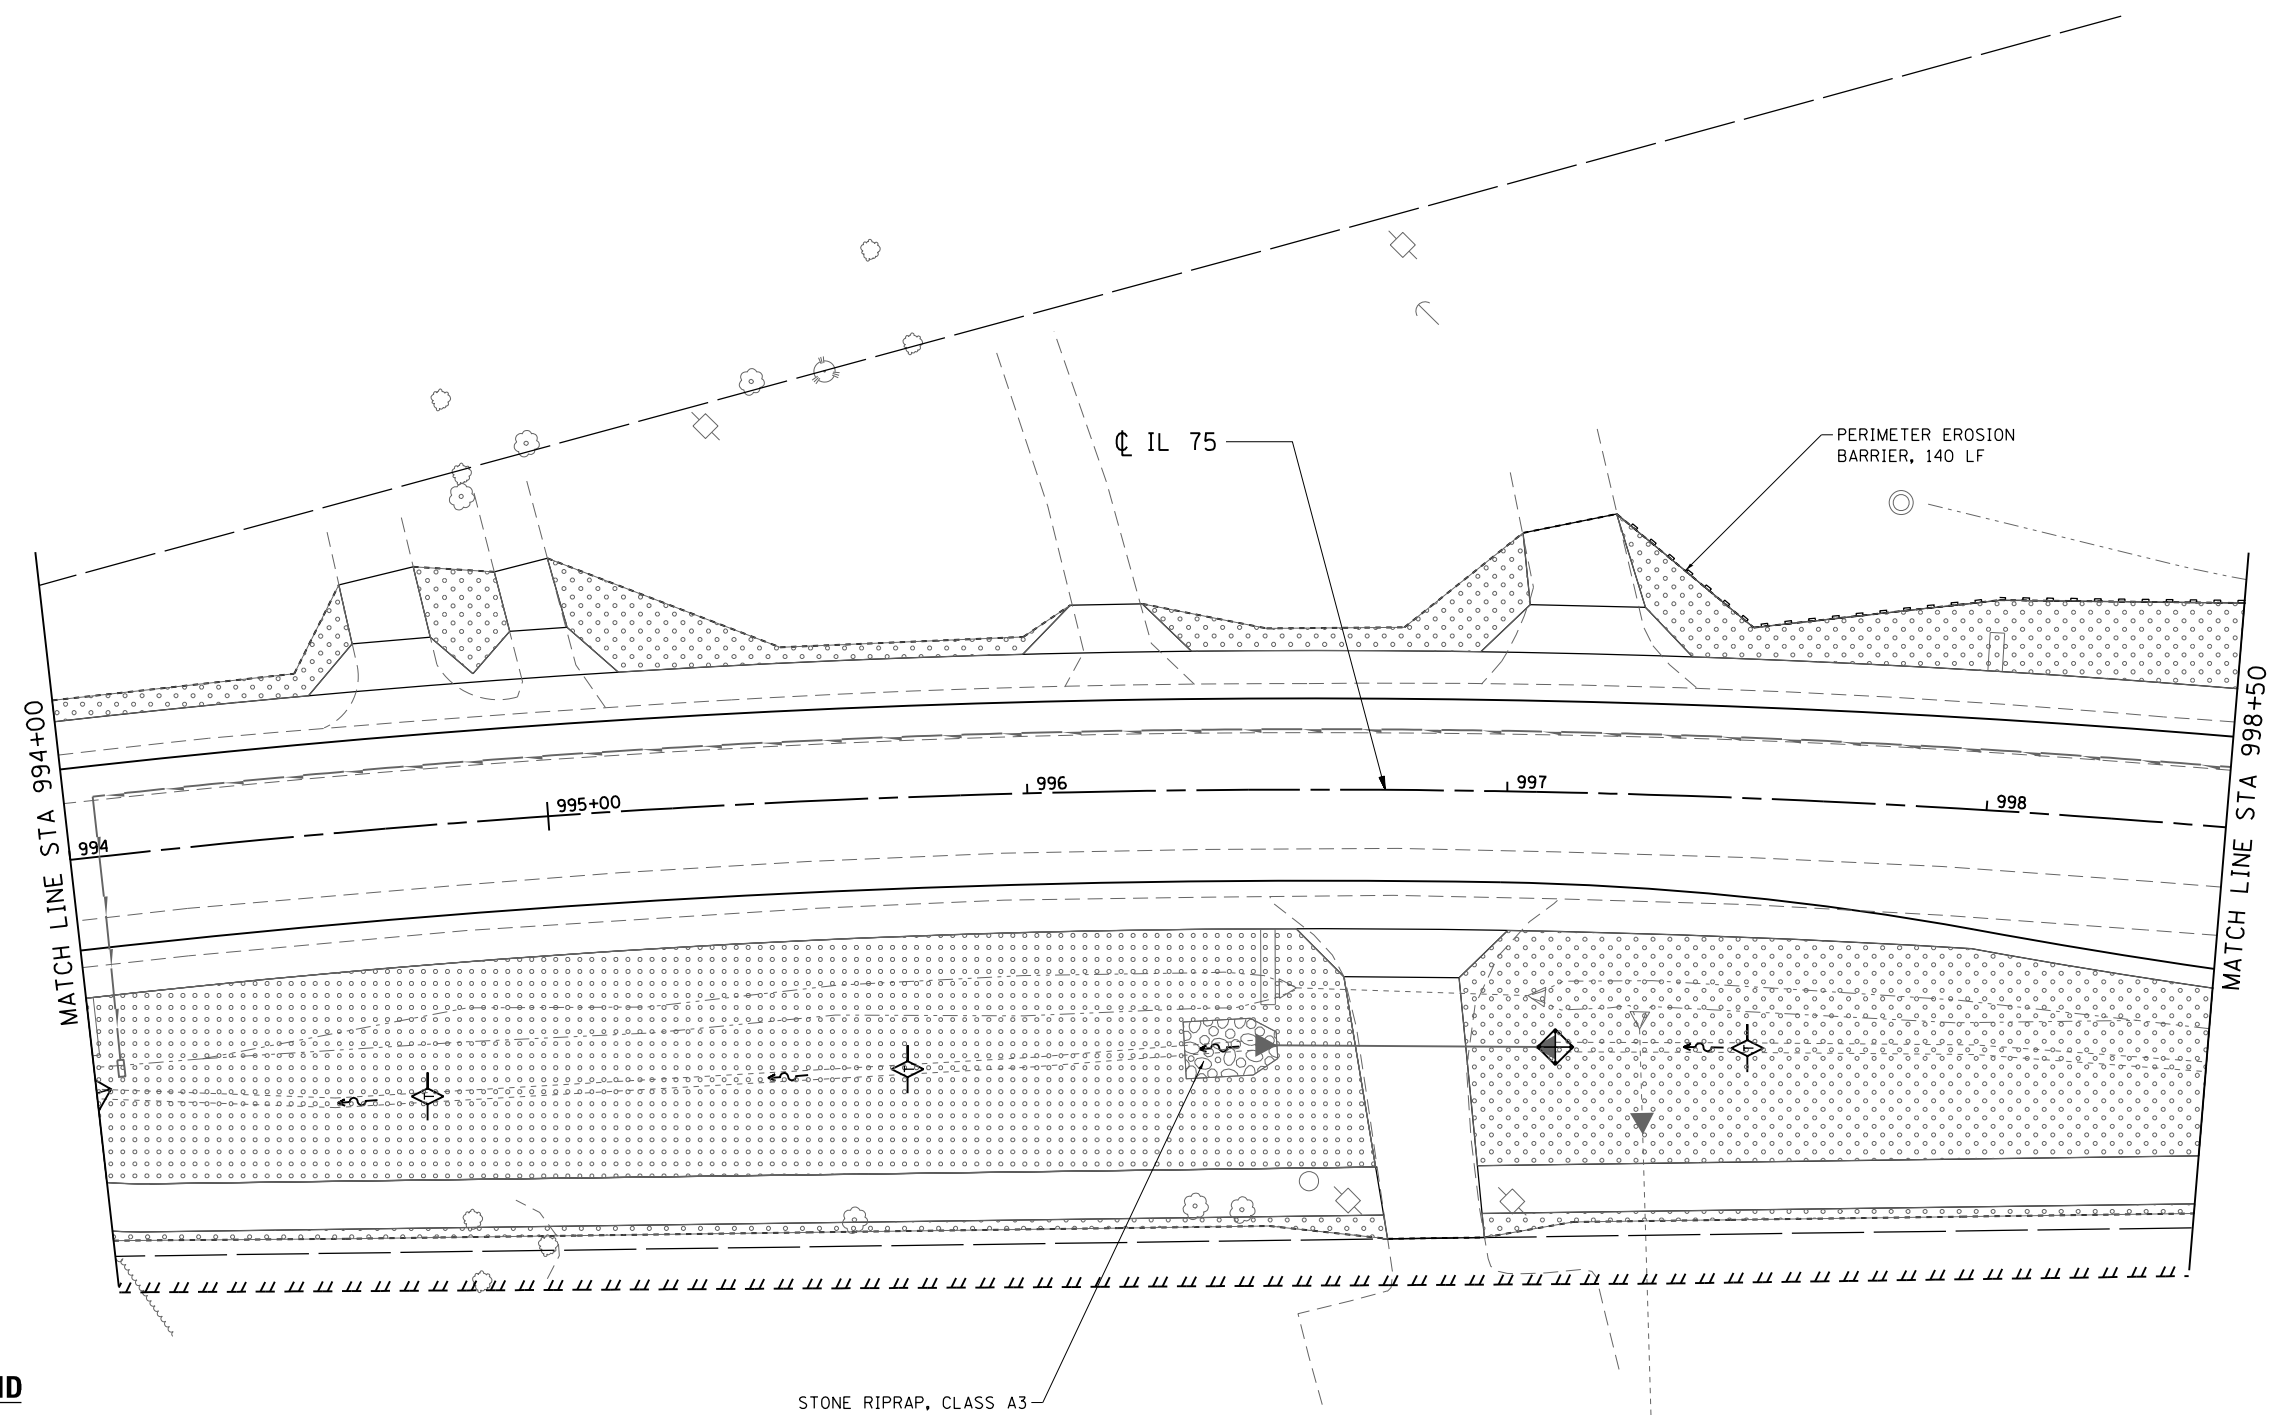 ℄ IL 75
PERIMETER EROSION
BARRIER, 140 LF
MATCH LINE STA 994+00
994
995+00
996
997
998
MATCH LINE STA 998+50
T
T
T
STONE RIPRAP, CLASS A3